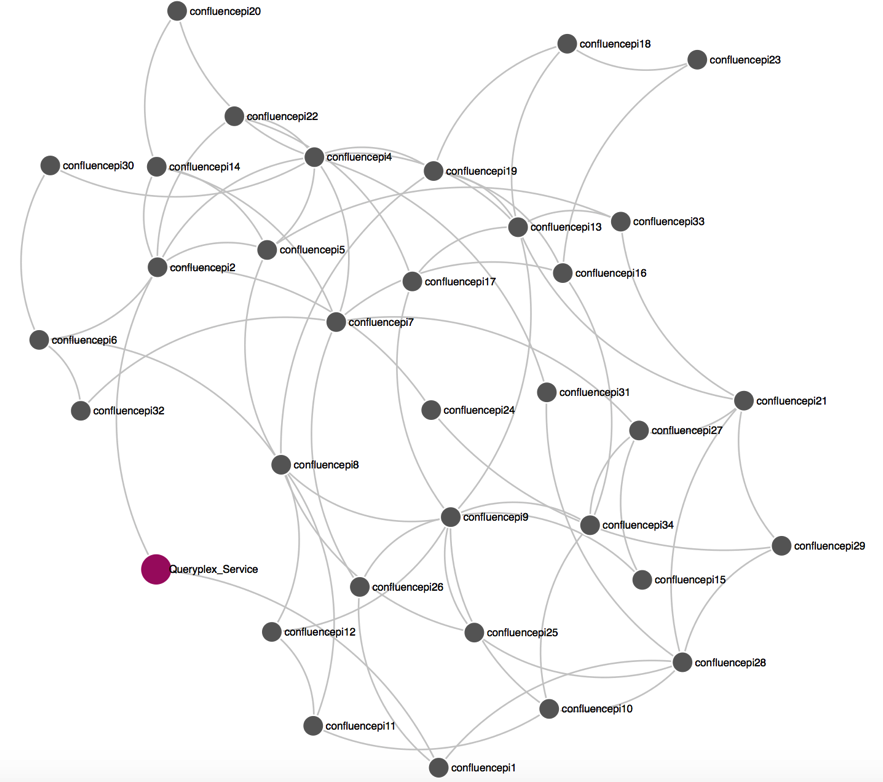 confluencepi20
confluencepi18
confluencepi23
confluencepi22
confluencepi4
confluencepi30
confluencepi14
confluencepi19
confluencepi33
confluencepi13
confluencepi5
confluencepi2
confluencepi16
confluencepi17
confluencepi7
confluencepi6
confluencepi31
confluencepi21
confluencepi32
confluencepi24
confluencepi27
confluencepi8
confluencepi9
confluencepi34
confluencepi29
Queryplex_Service
confluencepi15
confluencepi26
confluencepi12
confluencepi25
confluencepi28
confluencepi10
confluencepi11
confluencepi1